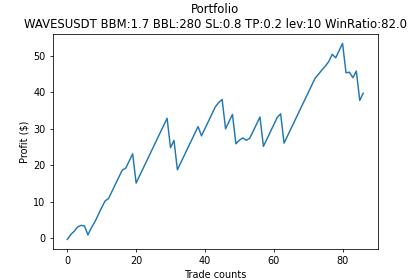 Portfolio
WAVESUSDT BBM:1.7 BBL:280 SL:0.8 TP:0.2 lev:10 WinRatio:82.0
50
40
30
20
10
0
Profit ($)
0 20 40 60 80
Trade counts